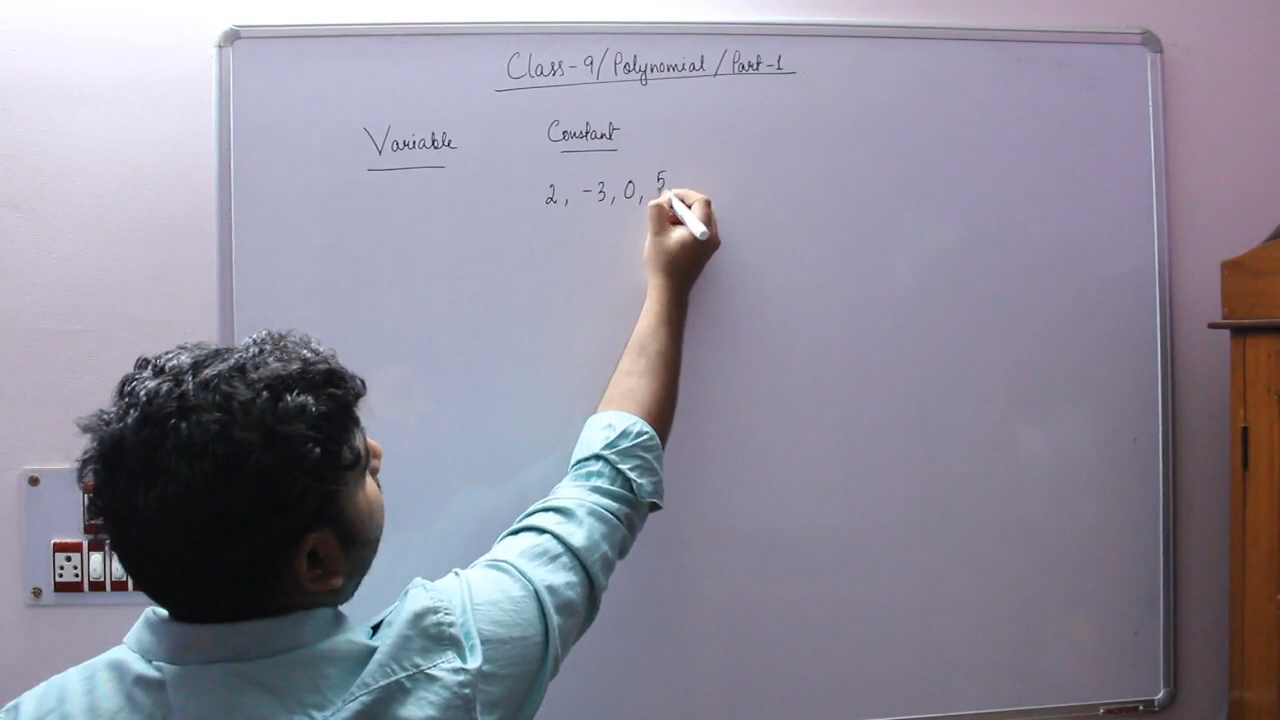 Class-9/Polynomial/Part-1
Variable Constant
2, -3, 0, 5